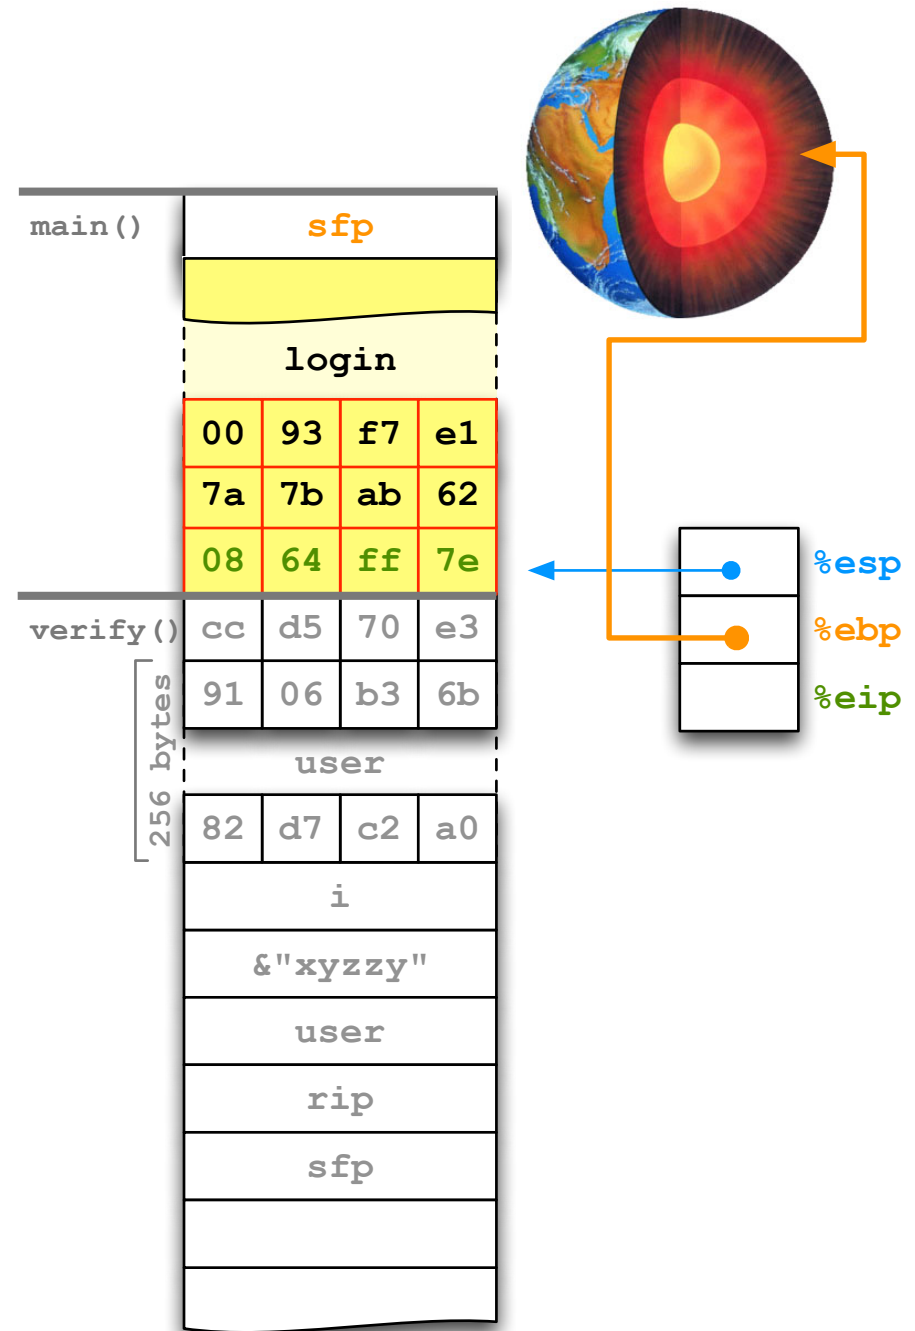 main() sfp
login
00 93 f7 e1
7a 7b ab 62
08 64 ff 7e %esp
verify() cc d5 70 e3 %ebp
256 bytes
91 06 b3 6b %eip
user
82 d7 c2 a0
i
&"xyzzy"
user
rip
sfp